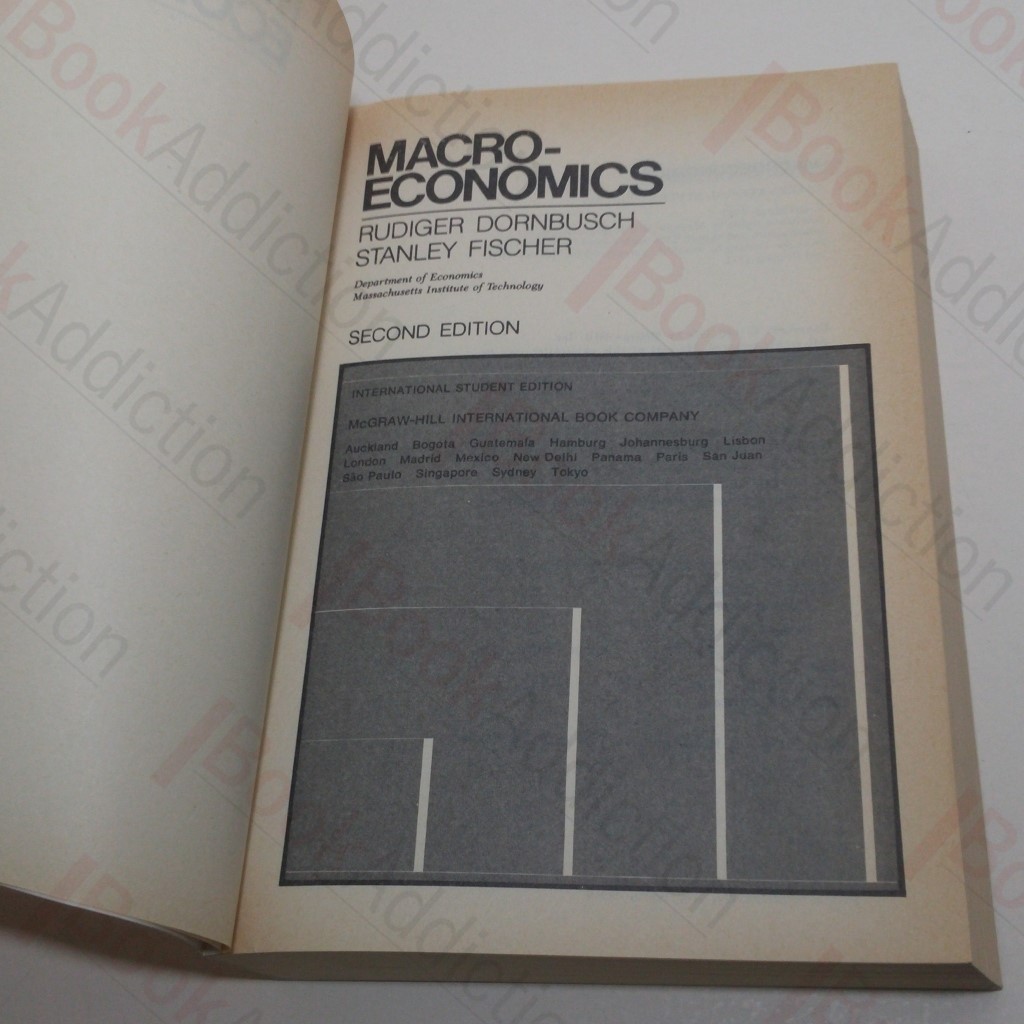 MACRO-
ECONOMICS
RUDIGER DORNBUSCH
STANLEY FISCHER
Department of Economics
Massachusetts Institute of Technology
SECOND EDITION
INTERNATIONAL STUDENT EDITION
McGRAW-HILL INTERNATIONAL BOOK COMPANY
Auckland Bogota Guatemala Hamburg Johannesburg Lisbon
London Madrid Mexico New Delhi Panama Paris San Juan
São Paulo Singapore Sydney Tokyo
BookAddiction